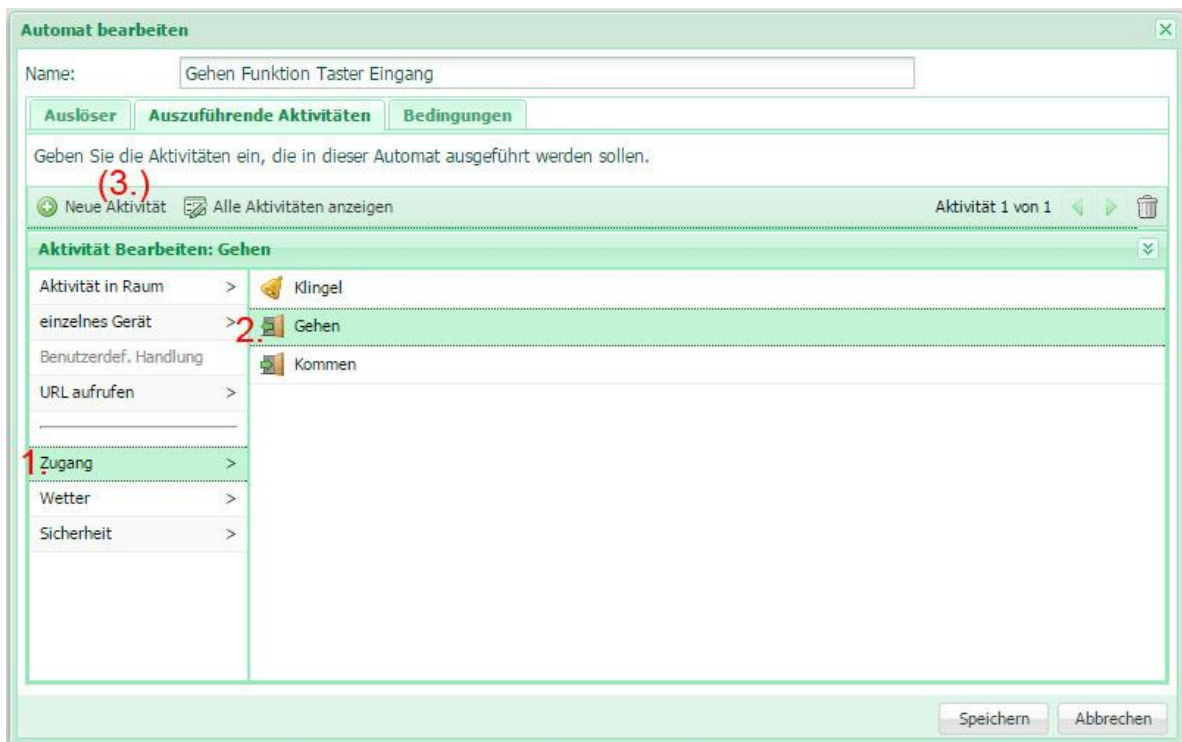 Automat bearbeiten
Name: Gehen Funktion Taster Eingang
Auslöser Auszuführende Aktivitäten Bedingungen
Geben Sie die Aktivitäten ein, die in dieser Automat ausgeführt werden sollen.
(3.)
Neue Aktivität Alle Aktivitäten anzeigen Aktivität 1 von 1
Aktivität Bearbeiten: Gehen
Aktivität in Raum >
einzelnes Gerät >
Benutzerdef. Handlung
URL aufrufen >
1. Zugang >
Wetter >
Sicherheit >
Klingel
2. Gehen
Kommen
Speichern Abbrechen